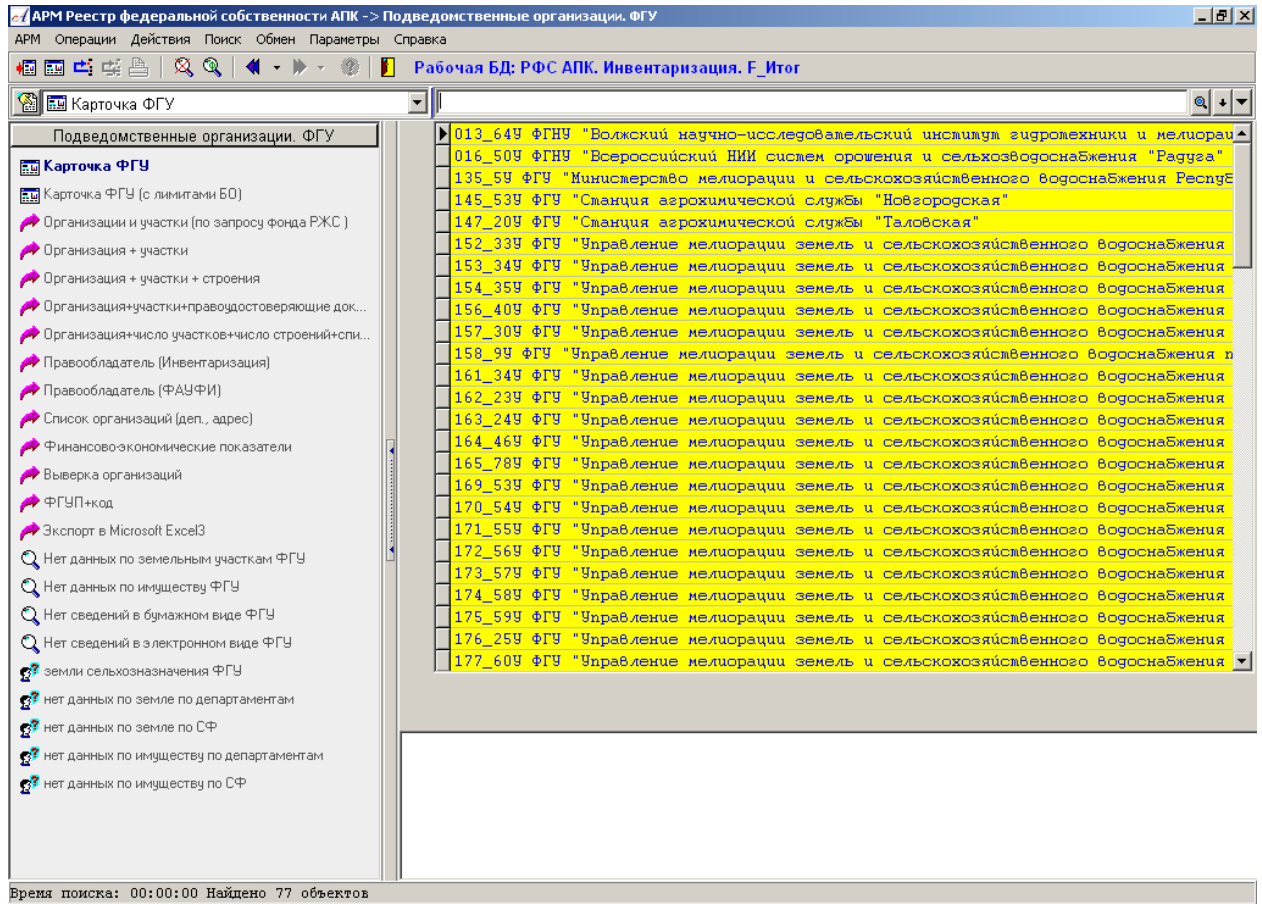 АРМ Реестр федеральной собственности АПК -> Подведомственные организации. ФГУ
АРМ Операции Действия Поиск Обмен Параметры Справка
Рабочая БД: РФС АПК. Инвентаризация. F_Итог
Карточка ФГУ
Подведомственные организации. ФГУ
Карточка ФГУ
Карточка ФГУ (с лимитами БО)
Организации и участки (по запросу фонда РЖС )
Организация + участки
Организация + участки + строения
Организация+участки+правоудостоверяющие док...
Организация+число участков+число строений+спи...
Правообладатель (Инвентаризация)
Правообладатель (ФАУФИ)
Список организаций (деп., адрес)
Финансово-экономические показатели
Выверка организаций
ФГУП+код
Экспорт в Microsoft Excel3
Нет данных по земельным участкам ФГУ
Нет данных по имуществу ФГУ
Нет сведений в бумажном виде ФГУ
Нет сведений в электронном виде ФГУ
земли сельхозназначения ФГУ
нет данных по земле по департаментам
нет данных по земле по СФ
нет данных по имуществу по департаментам
нет данных по имуществу по СФ
013_64У ФГНУ "Волжский научно-исследовательский институт гидротехники и мелиорац
016_50У ФГНУ "Всероссийский НИИ систем орошения и сельхозводоснабжения "Радуга"
135_5У ФГУ "Министерство мелиорации и сельскохозяйственного водоснабжения Респуб
145_53У ФГУ "Станция агрохимической службы "Новгородская"
147_20У ФГУ "Станция агрохимической службы "Таловская"
152_33У ФГУ "Управление мелиорации земель и сельскохозяйственного водоснабжения
153_34У ФГУ "Управление мелиорации земель и сельскохозяйственного водоснабжения
154_35У ФГУ "Управление мелиорации земель и сельскохозяйственного водоснабжения
156_40У ФГУ "Управление мелиорации земель и сельскохозяйственного водоснабжения
157_30У ФГУ "Управление мелиорации земель и сельскохозяйственного водоснабжения
158_9У ФГУ "Управление мелиорации земель и сельскохозяйственного водоснабжения п
161_34У ФГУ "Управление мелиорации земель и сельскохозяйственного водоснабжения
162_23У ФГУ "Управление мелиорации земель и сельскохозяйственного водоснабжения
163_24У ФГУ "Управление мелиорации земель и сельскохозяйственного водоснабжения
164_46У ФГУ "Управление мелиорации земель и сельскохозяйственного водоснабжения
165_78У ФГУ "Управление мелиорации земель и сельскохозяйственного водоснабжения
169_53У ФГУ "Управление мелиорации земель и сельскохозяйственного водоснабжения
170_54У ФГУ "Управление мелиорации земель и сельскохозяйственного водоснабжения
171_55У ФГУ "Управление мелиорации земель и сельскохозяйственного водоснабжения
172_56У ФГУ "Управление мелиорации земель и сельскохозяйственного водоснабжения
173_57У ФГУ "Управление мелиорации земель и сельскохозяйственного водоснабжения
174_58У ФГУ "Управление мелиорации земель и сельскохозяйственного водоснабжения
175_59У ФГУ "Управление мелиорации земель и сельскохозяйственного водоснабжения
176_25У ФГУ "Управление мелиорации земель и сельскохозяйственного водоснабжения
177_60У ФГУ "Управление мелиорации земель и сельскохозяйственного водоснабжения
Время поиска: 00:00:00 Найдено 77 объектов